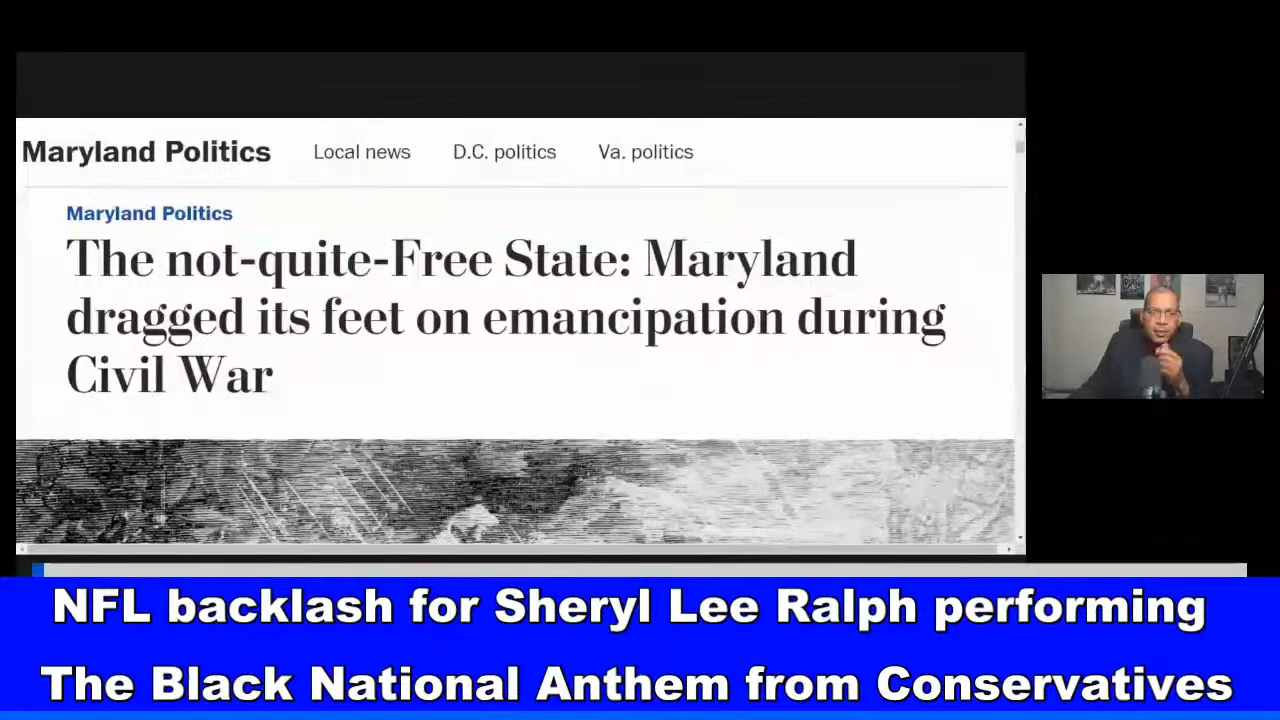 Maryland Politics Local news D.C. politics Va. politics
Maryland Politics
The not-quite-Free State: Maryland
dragged its feet on emancipation during
Civil War
NFL backlash for Sheryl Lee Ralph performing
The Black National Anthem from Conservatives